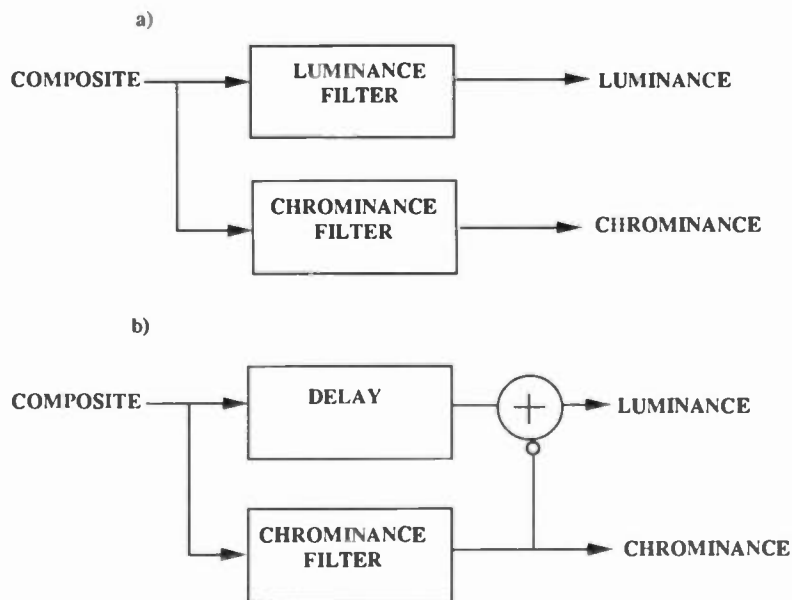 a)
COMPOSITE
LUMINANCE
FILTER
LUMINANCE
CHROMINANCE
FILTER
CHROMINANCE
b)
COMPOSITE
DELAY
+
LUMINANCE
CHROMINANCE
FILTER
CHROMINANCE